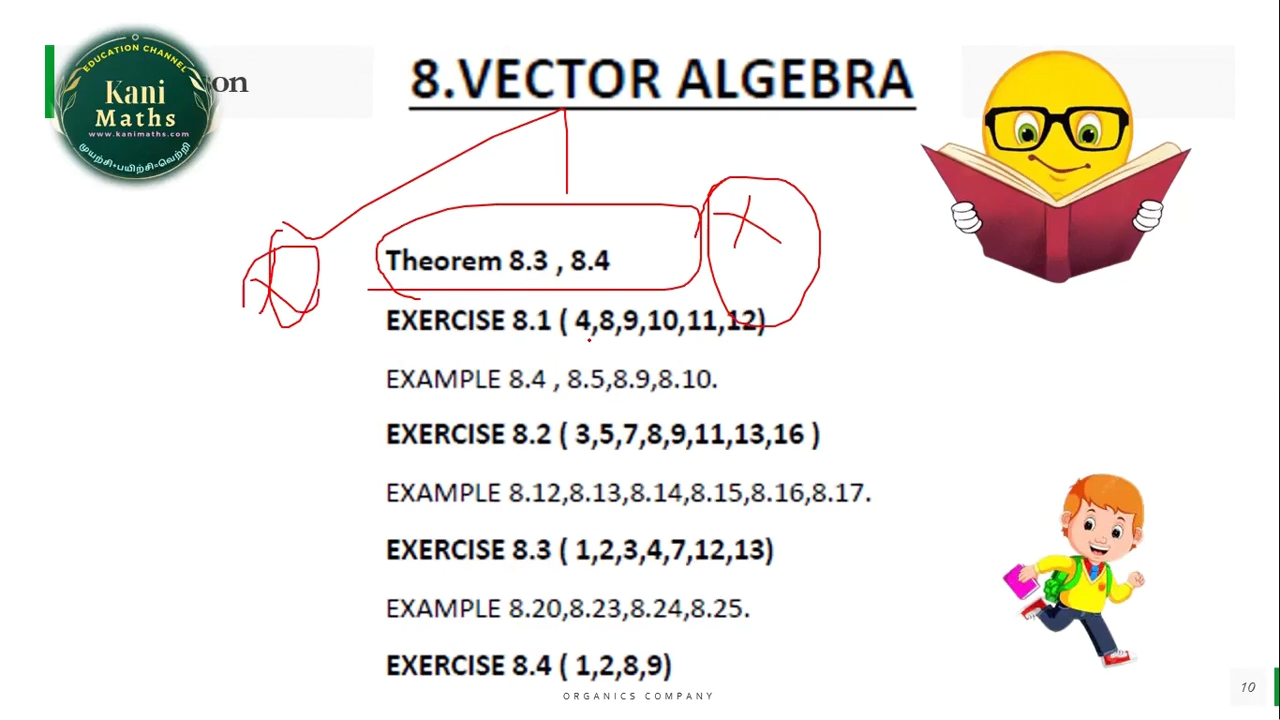 EDUCATION CHANNEL
Kani
Maths
www.kanimaths.com
முயற்சி+பயிற்சி=வெற்றி
on
8.VECTOR ALGEBRA
Theorem 8.3 , 8.4
EXERCISE 8.1 ( 4,8,9,10,11,12)
EXAMPLE 8.4 , 8.5,8.9,8.10.
EXERCISE 8.2 ( 3,5,7,8,9,11,13,16 )
EXAMPLE 8.12,8.13,8.14,8.15,8.16,8.17.
EXERCISE 8.3 ( 1,2,3,4,7,12,13)
EXAMPLE 8.20,8.23,8.24,8.25.
EXERCISE 8.4 ( 1,2,8,9)
ORGANICS COMPANY
10